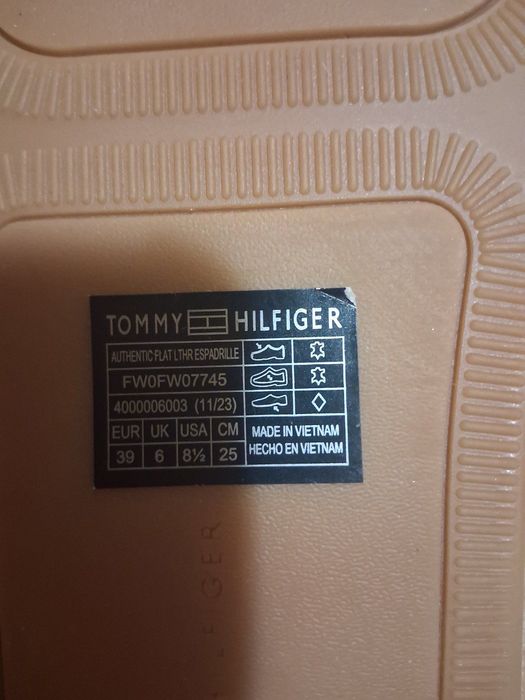 TOMMY HILFIGER
AUTHENTIC FLAT LTHR ESPADRILLE
FW0FW07745
4000006003 (11/23)
EUR UK USA CM
39 6 8½ 25
MADE IN VIETNAM
HECHO EN VIETNAM